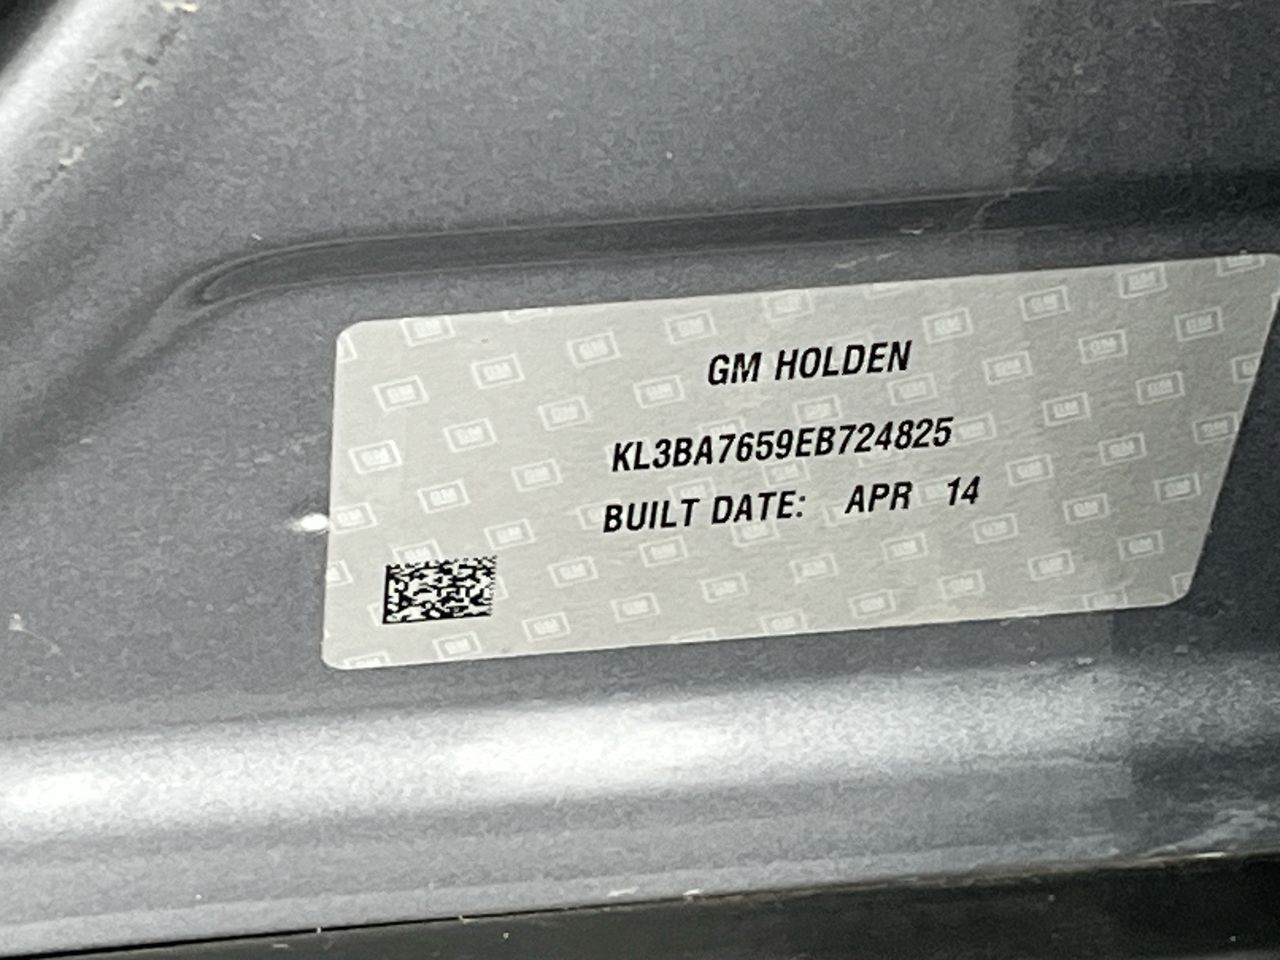 GM HOLDEN
KL3BA7659EB724825
BUILT DATE: APR 14